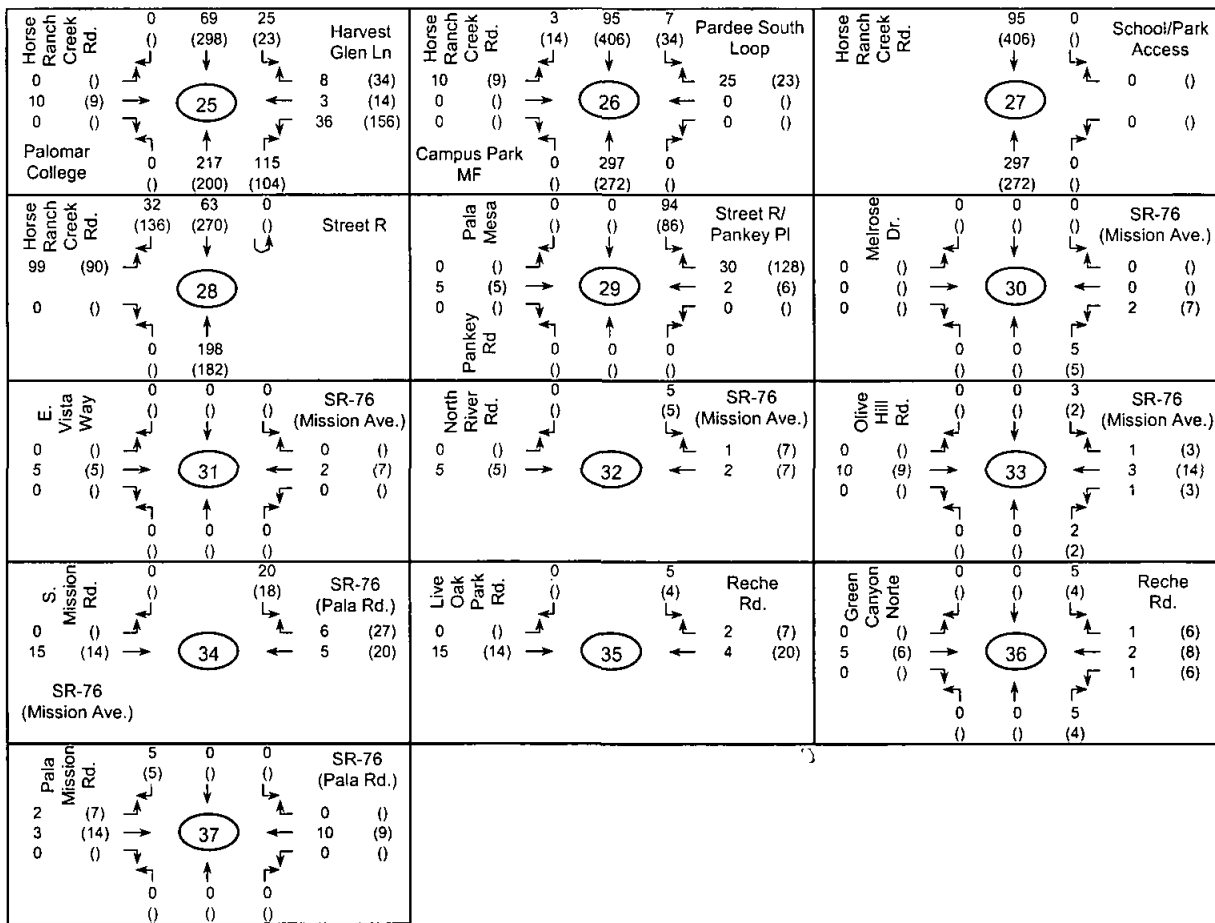 Horse Ranch Creek Rd.
0 69 25
() (298) (23)
Harvest Glen Ln
0 () 8 (34)
10 (9) 25 3 (14)
0 () 36 (156)
Palomar College
0 217 115
() (200) (104)
Horse Ranch Creek Rd.
3 95 7
(14) (406) (34)
Pardee South Loop
10 (9) 25 (23)
0 () 26 0 ()
0 () 0 ()
Campus Park MF
0 297 0
() (272) ()
Horse Ranch Creek Rd.
95 0
(406) ()
School/Park Access
0 ()
27
0 ()
297 0
(272) ()
Horse Ranch Creek Rd.
32 63 0
(136) (270) ()
Street R
99 (90)
28
0 ()
0 198
() (182)
Pala Mesa
0 0 94
() () (86)
Street R/ Pankey Pl
0 () 30 (128)
5 (5) 29 2 (6)
0 () 0 ()
Pankey Rd
0 0 0
() () ()
Melrose Dr.
0 0 0
() () ()
SR-76 (Mission Ave.)
0 () 0 ()
0 () 30 0 ()
0 () 2 (7)
0 0 5
() () (5)
E. Vista Way
0 0 0
() () ()
SR-76 (Mission Ave.)
0 () 0 ()
5 (5) 31 2 (7)
0 () 0 ()
0 0 0
() () ()
North River Rd.
0 5
() (5)
SR-76 (Mission Ave.)
0 () 1 (7)
5 (5) 32 2 (7)
Olive Hill Rd.
0 0 3
() () (2)
SR-76 (Mission Ave.)
0 () 1 (3)
10 (9) 33 3 (14)
0 () 1 (3)
0 0 2
() () (2)
S. Mission Rd.
0 20
() (18)
SR-76 (Pala Rd.)
0 () 6 (27)
15 (14) 34 5 (20)
SR-76 (Mission Ave.)
Live Oak Park Rd.
0 5
() (4)
Reche Rd.
0 () 2 (7)
15 (14) 35 4 (20)
Green Canyon Norte
0 0 5
() () (4)
Reche Rd.
0 () 1 (6)
5 (6) 36 2 (8)
0 () 1 (6)
0 0 5
() () (4)
Pala Mission Rd.
5 0 0
(5) () ()
SR-76 (Pala Rd.)
2 (7) 0 ()
3 (14) 37 10 (9)
0 () 0 ()
0 0 0
() () ()